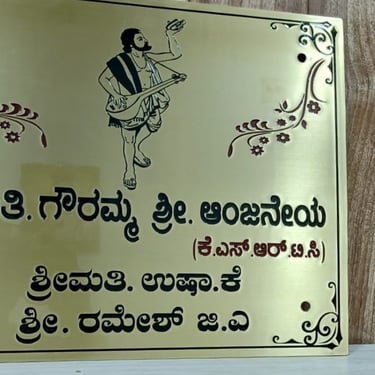 ತಿ. ಗೌರಮ್ಮ ಶ್ರೀ. ಆಂಜನೇಯ
(ಕೆ.ಎಸ್.ಆರ್.ಟಿ.ಸಿ)
ಶ್ರೀಮತಿ. ಉಷಾ.ಕೆ
ಶ್ರೀ. ರಮೇಶ್ ಜಿ.ಎ